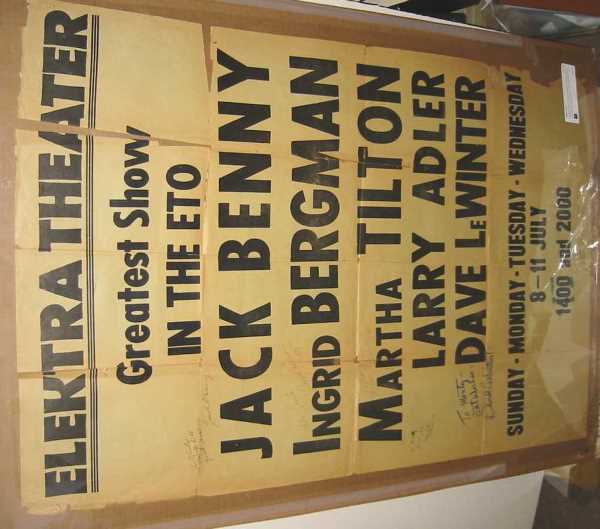 ELEKTRA THEATER
Greatest Show
IN THE ETO
JACK BENNY
INGRID BERGMAN
MARTHA TILTON
LARRY ADLER
DAVE LEWINTER
SUNDAY - MONDAY - TUESDAY - WEDNESDAY
8-11 JULY
1400 and 2000
To